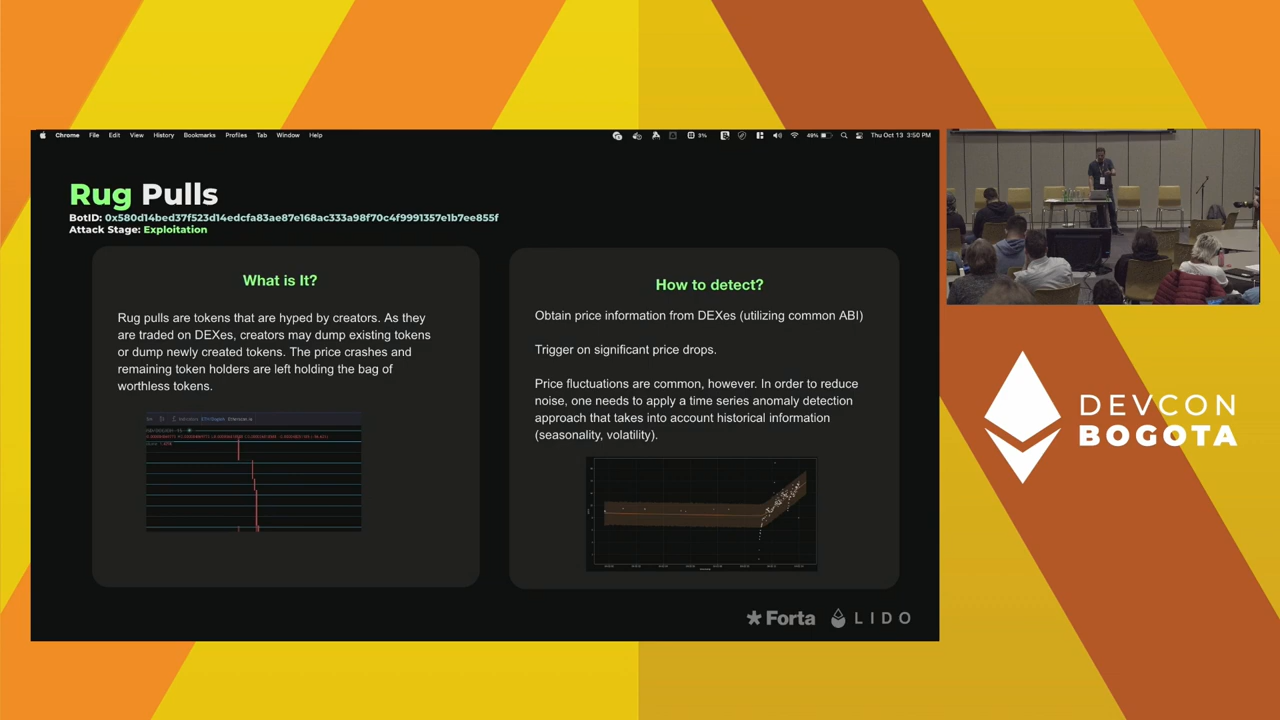 Chrome File Edit View History Bookmarks Profiles Tab Window Help
3% 49% Thu Oct 13 3:50 PM
Rug Pulls
BotID: 0x580d14bed37f523d14edcfa83ae87e168ac333a98f70c4f9991357e1b7ee855f
Attack Stage: Exploitation
What is It?
Rug pulls are tokens that are hyped by creators. As they
are traded on DEXes, creators may dump existing tokens
or dump newly created tokens. The price crashes and
remaining token holders are left holding the bag of
worthless tokens.
How to detect?
Obtain price information from DEXes (utilizing common ABI)
Trigger on significant price drops.
Price fluctuations are common, however. In order to reduce
noise, one needs to apply a time series anomaly detection
approach that takes into account historical information
(seasonality, volatility).
Forta LIDO
DEVCON
BOGOTA